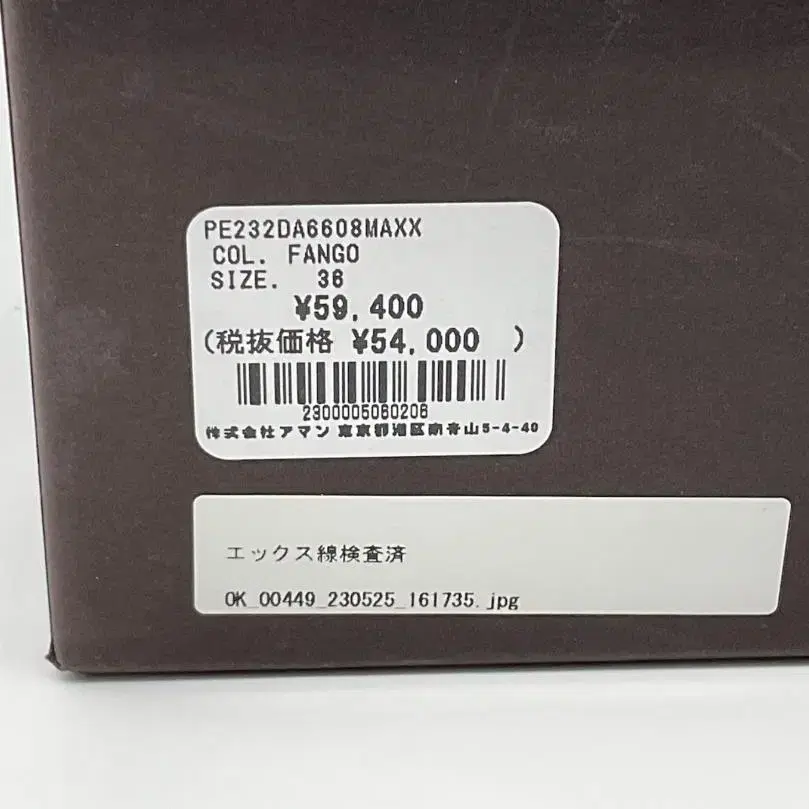 PE232DA6608MAXX
COL. FANGO
SIZE. 36
¥59,400
(税抜価格 ¥54,000 )
2300005060206
株式会社アマン 東京都港区南青山5-4-40
エックス線検査済
OK_00449_230525_161735.jpg